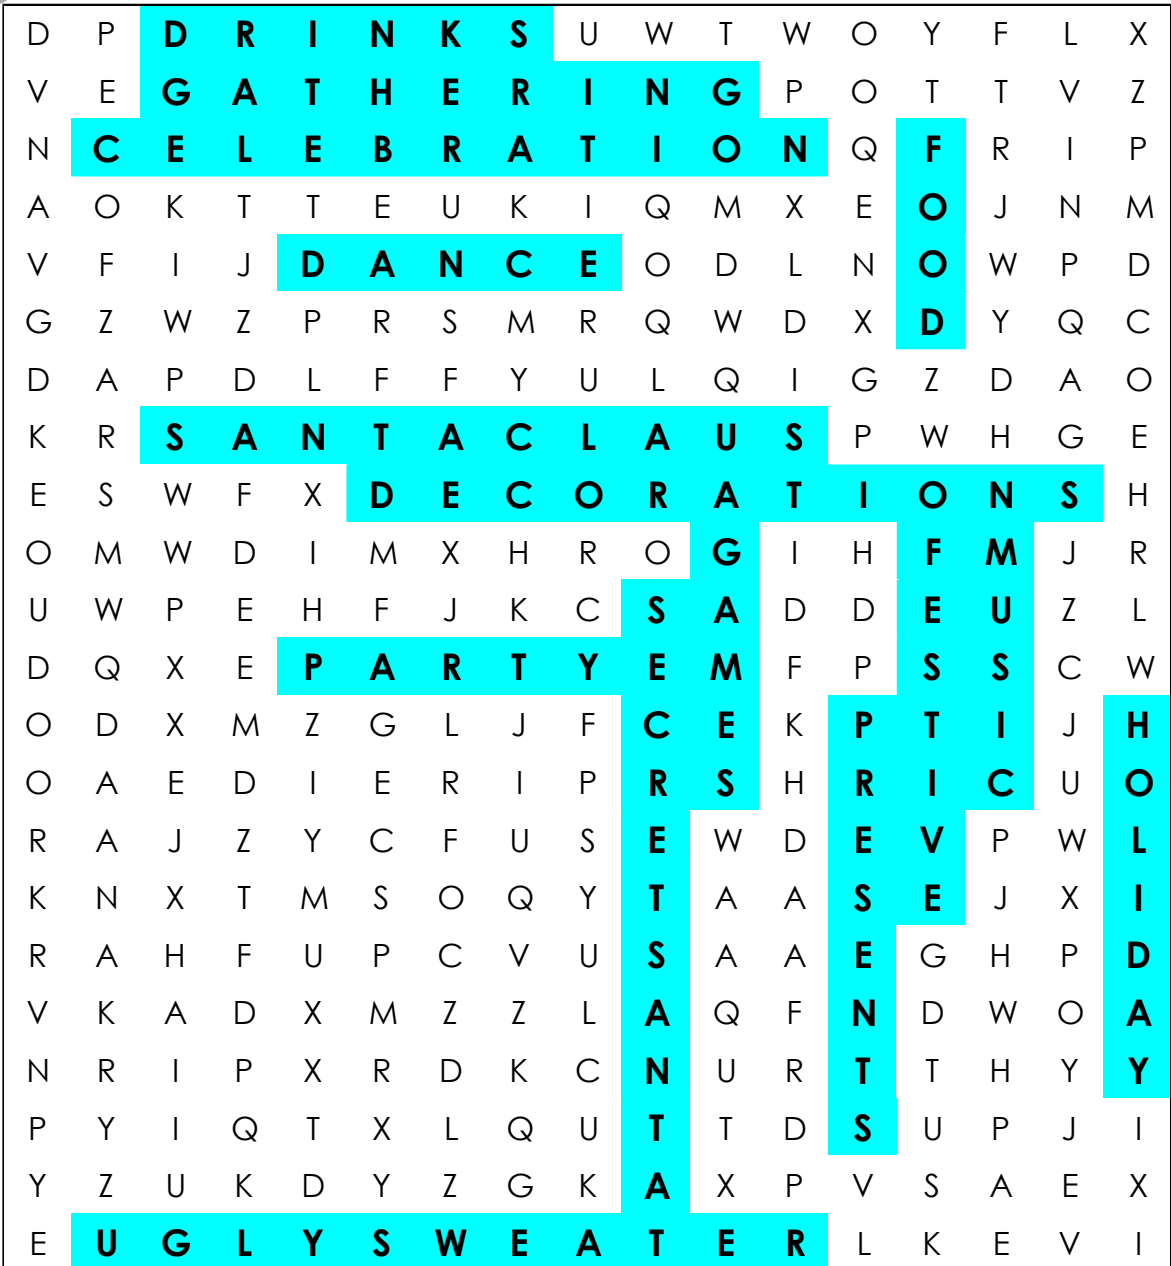 D P D R I N K S U W T W O Y F L X
V E G A T H E R I N G P O T T V Z
N C E L E B R A T I O N Q F R I P
A O K T T E U K I Q M X E O J N M
V F I J D A N C E O D L N O W P D
G Z W Z P R S M R Q W D X D Y Q C
D A P D L F F Y U L Q I G Z D A O
K R S A N T A C L A U S P W H G E
E S W F X D E C O R A T I O N S H
O M W D I M X H R O G I H F M J R
U W P E H F J K C S A D D E U Z L
D Q X E P A R T Y E M F P S S C W
O D X M Z G L J F C E K P T I J H
O A E D I E R I P R S H R I C U O
R A J Z Y C F U S E W D E V P W L
K N X T M S O Q Y T A A S E J X I
R A H F U P C V U S A A E G H P D
V K A D X M Z Z L A Q F N D W O A
N R I P X R D K C N U R T T H Y Y
P Y I Q T X L Q U T T D S U P J I
Y Z U K D Y Z G K A X P V S A E X
E U G L Y S W E A T E R L K E V I